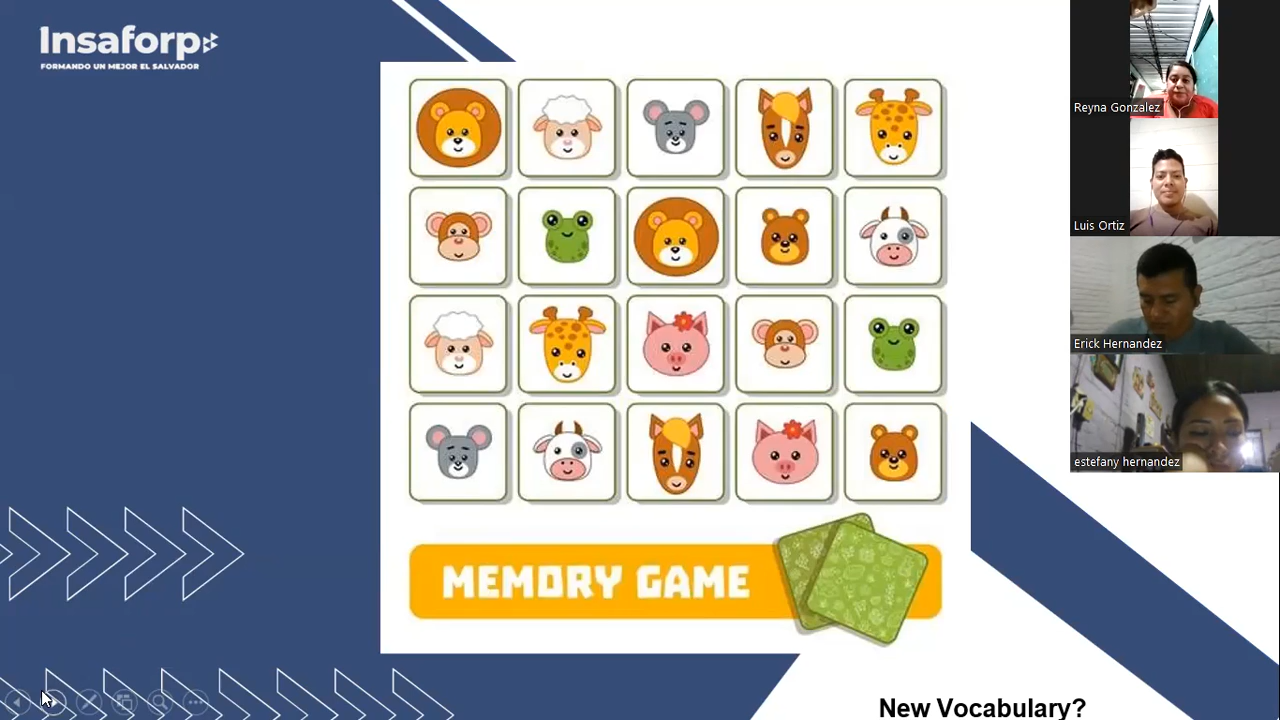 Insaforp
FORMANDO UN MEJOR EL SALVADOR
MEMORY GAME
New Vocabulary?
Reyna Gonzalez
Luis Ortiz
Erick Hernandez
estefany hernandez